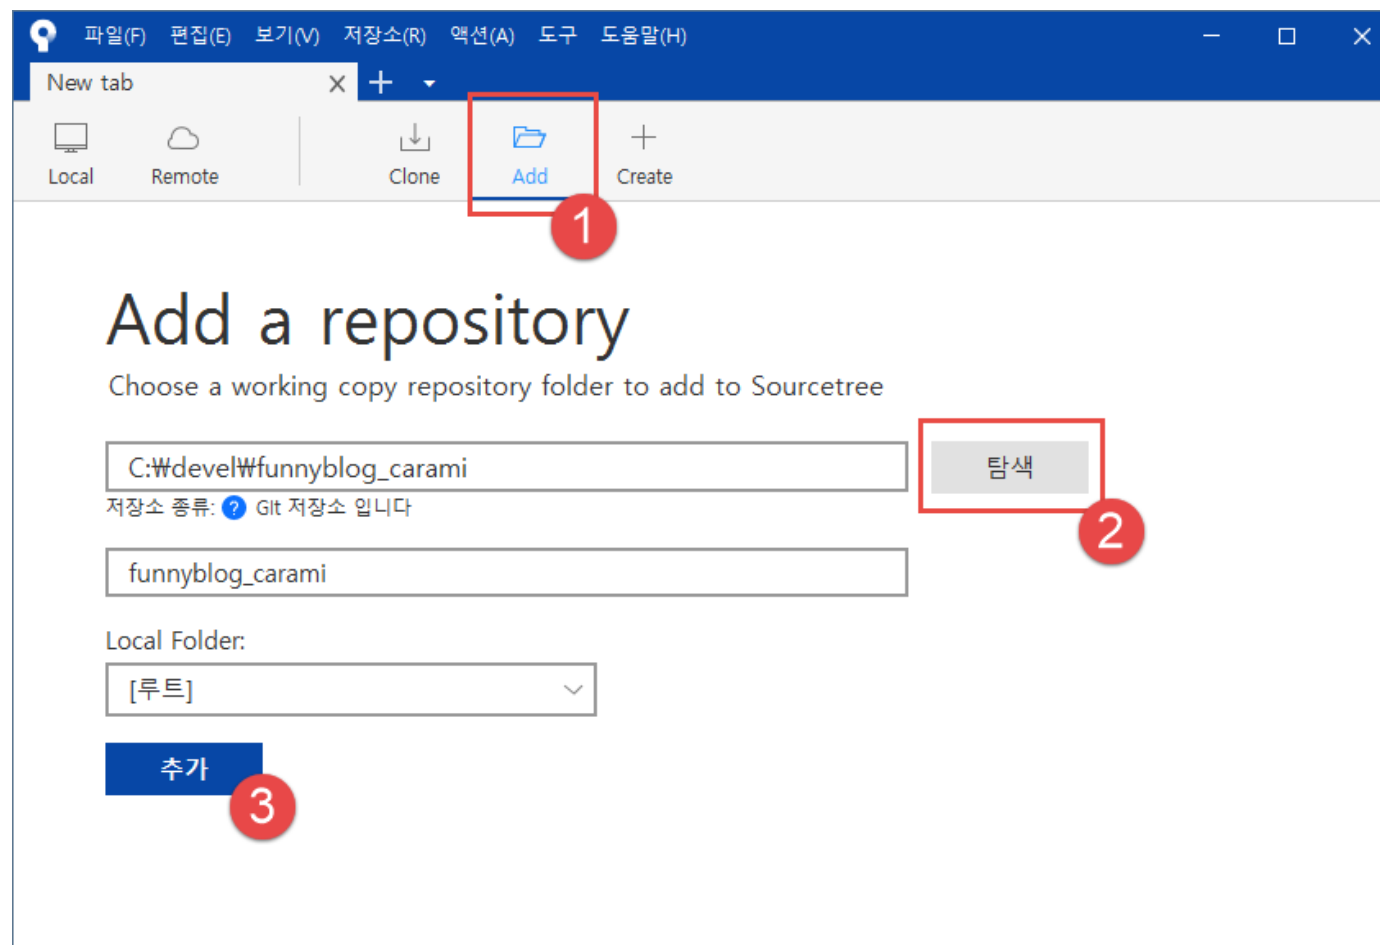 파일(F) 편집(E) 보기(V) 저장소(R) 액션(A) 도구 도움말(H)
New tab
Local Remote Clone Add Create
1
Add a repository
Choose a working copy repository folder to add to Sourcetree
C:₩devel₩funnyblog_carami 탐색
저장소 종류: ? Git 저장소 입니다
2
funnyblog_carami
Local Folder:
[루트]
추가
3